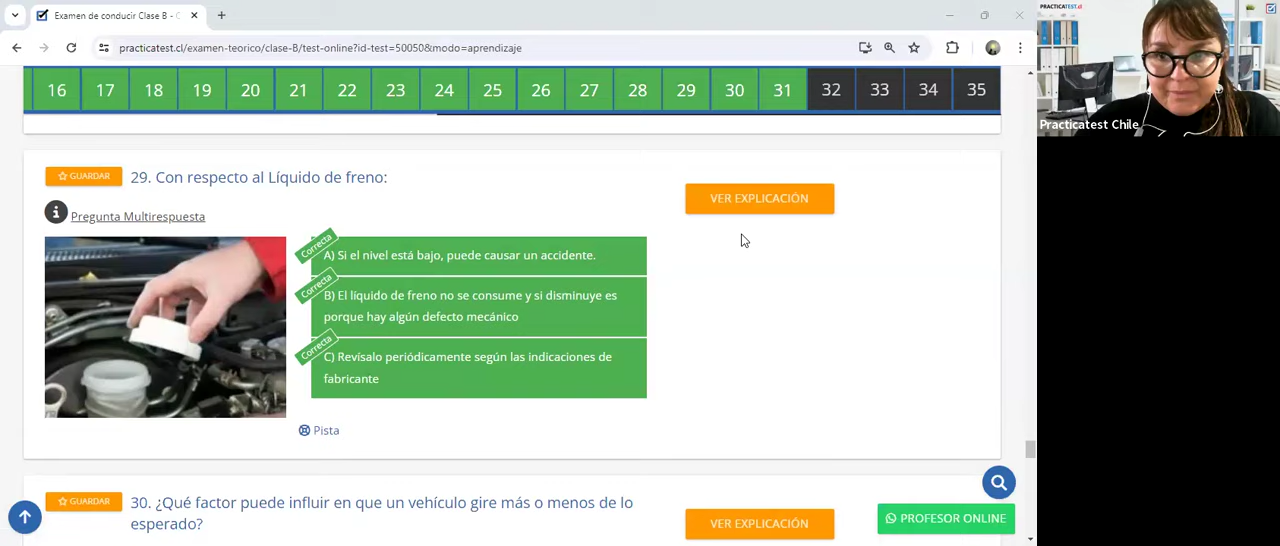 Examen de conducir Clase B - C
practicatest.cl/examen-teorico/clase-B/test-online?id-test=50050&modo=aprendizaje
PRACTICATEST.cl
16 17 18 19 20 21 22 23 24 25 26 27 28 29 30 31 32 33 34 35
Practicatest Chile
GUARDAR
29. Con respecto al Líquido de freno:
VER EXPLICACIÓN
Pregunta Multirespuesta
Correcta
A) Si el nivel está bajo, puede causar un accidente.
Correcta
B) El líquido de freno no se consume y si disminuye es
porque hay algún defecto mecánico
Correcta
C) Revísalo periódicamente según las indicaciones de
fabricante
Pista
GUARDAR
30. ¿Qué factor puede influir en que un vehículo gire más o menos de lo
esperado?
VER EXPLICACIÓN
PROFESOR ONLINE